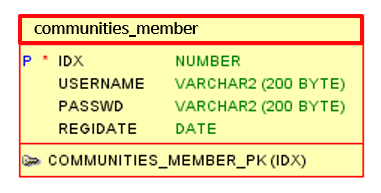 communities_member
P * IDX NUMBER
USERNAME VARCHAR2 (200 BYTE)
PASSWD VARCHAR2 (200 BYTE)
REGIDATE DATE
COMMUNITIES_MEMBER_PK (IDX)